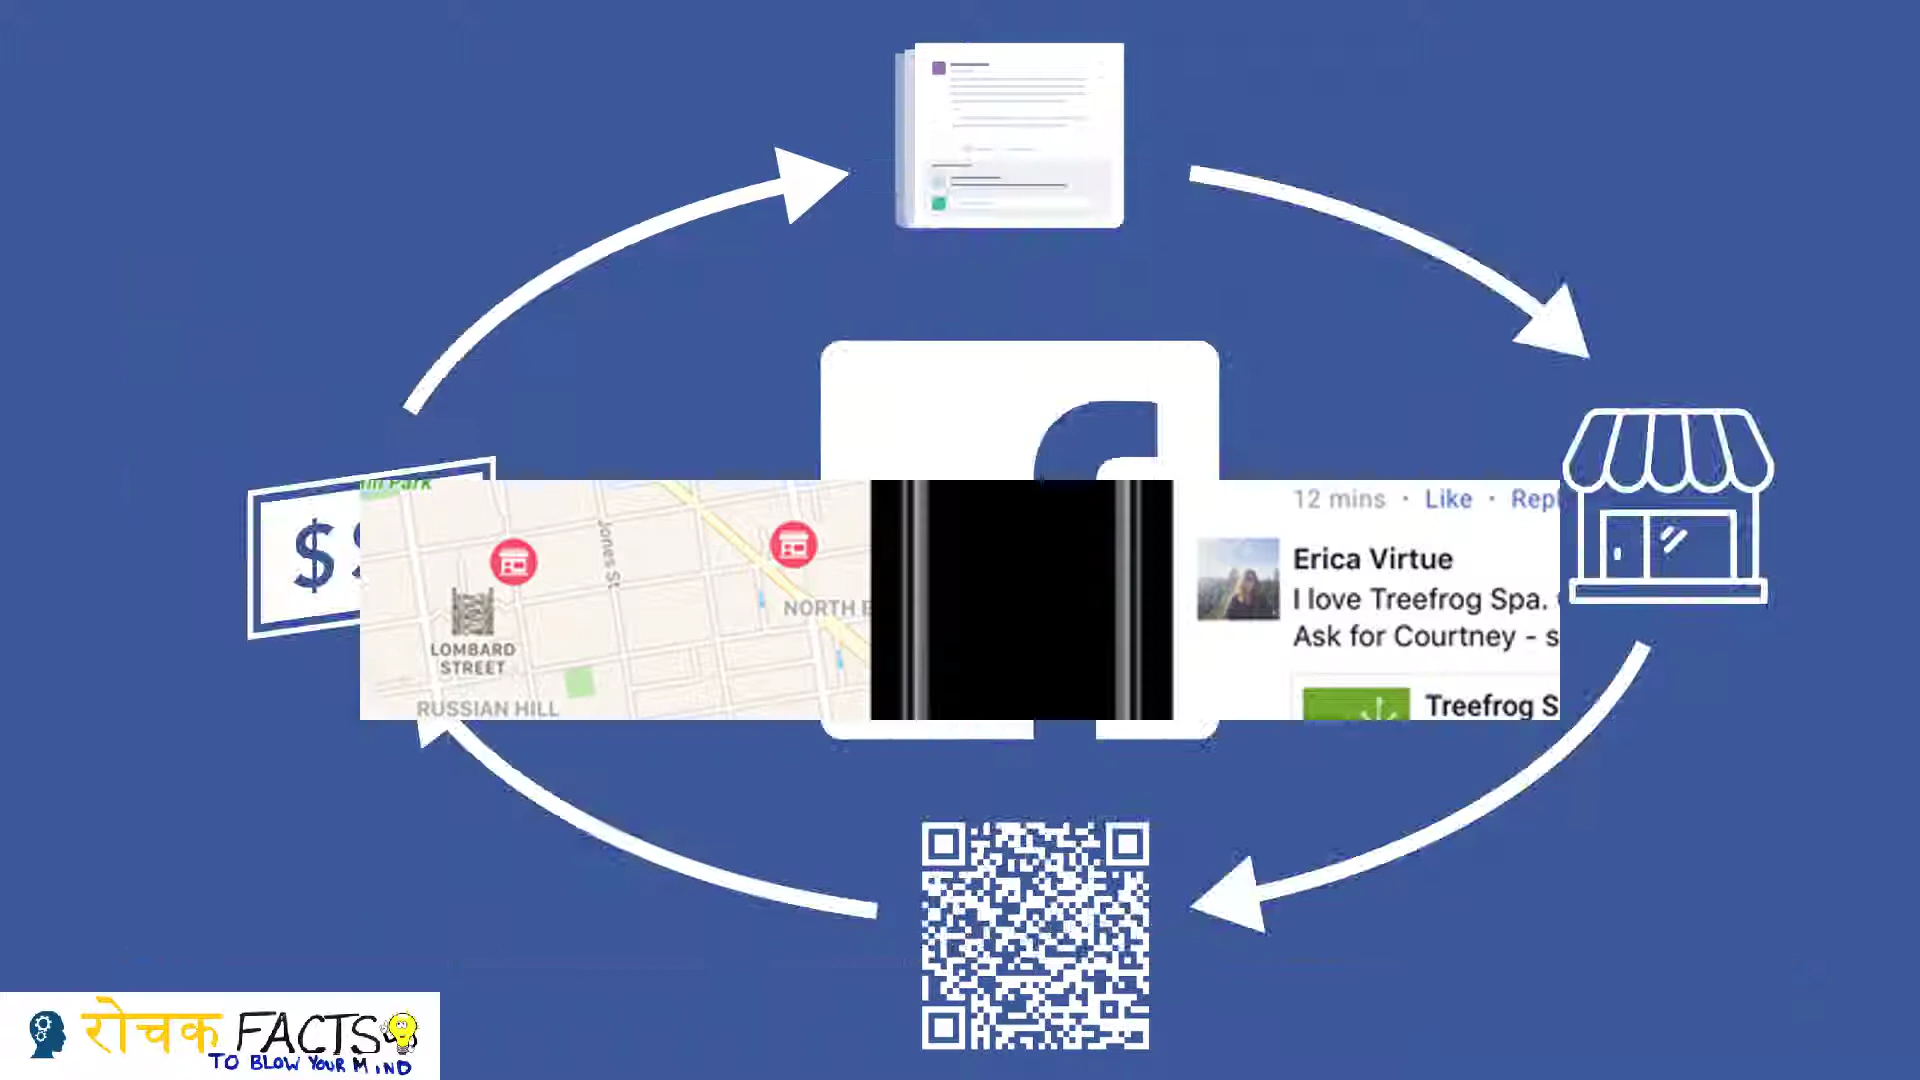 $
12 mins · Like ·
Erica Virtue
I love Treefrog Spa.
Ask for Courtney - s
Treefrog S
Park
Jones St
NORTH
LOMBARD
STREET
RUSSIAN HILL
रोचक FACTS
TO BLOW YOUR MIND